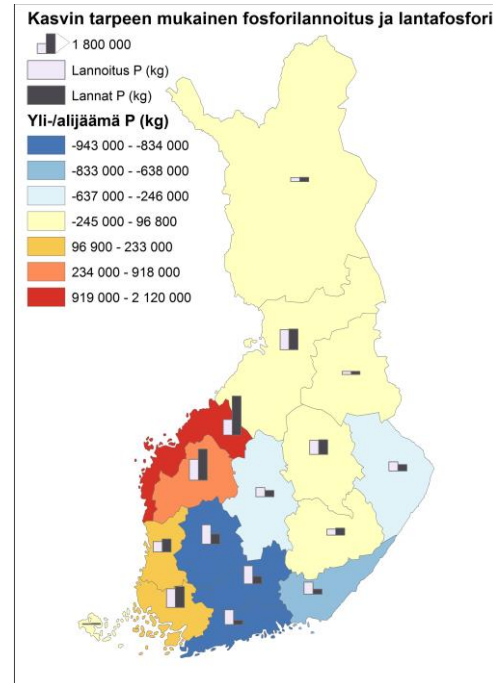 Kasvin tarpeen mukainen fosforilannoitus ja lantafosfori
1 800 000
Lannoitus P (kg)
Lannat P (kg)
Yli-/alijäämä P (kg)
-943 000 - -834 000
-833 000 - -638 000
-637 000 - -246 000
-245 000 - 96 800
96 900 - 233 000
234 000 - 918 000
919 000 - 2 120 000